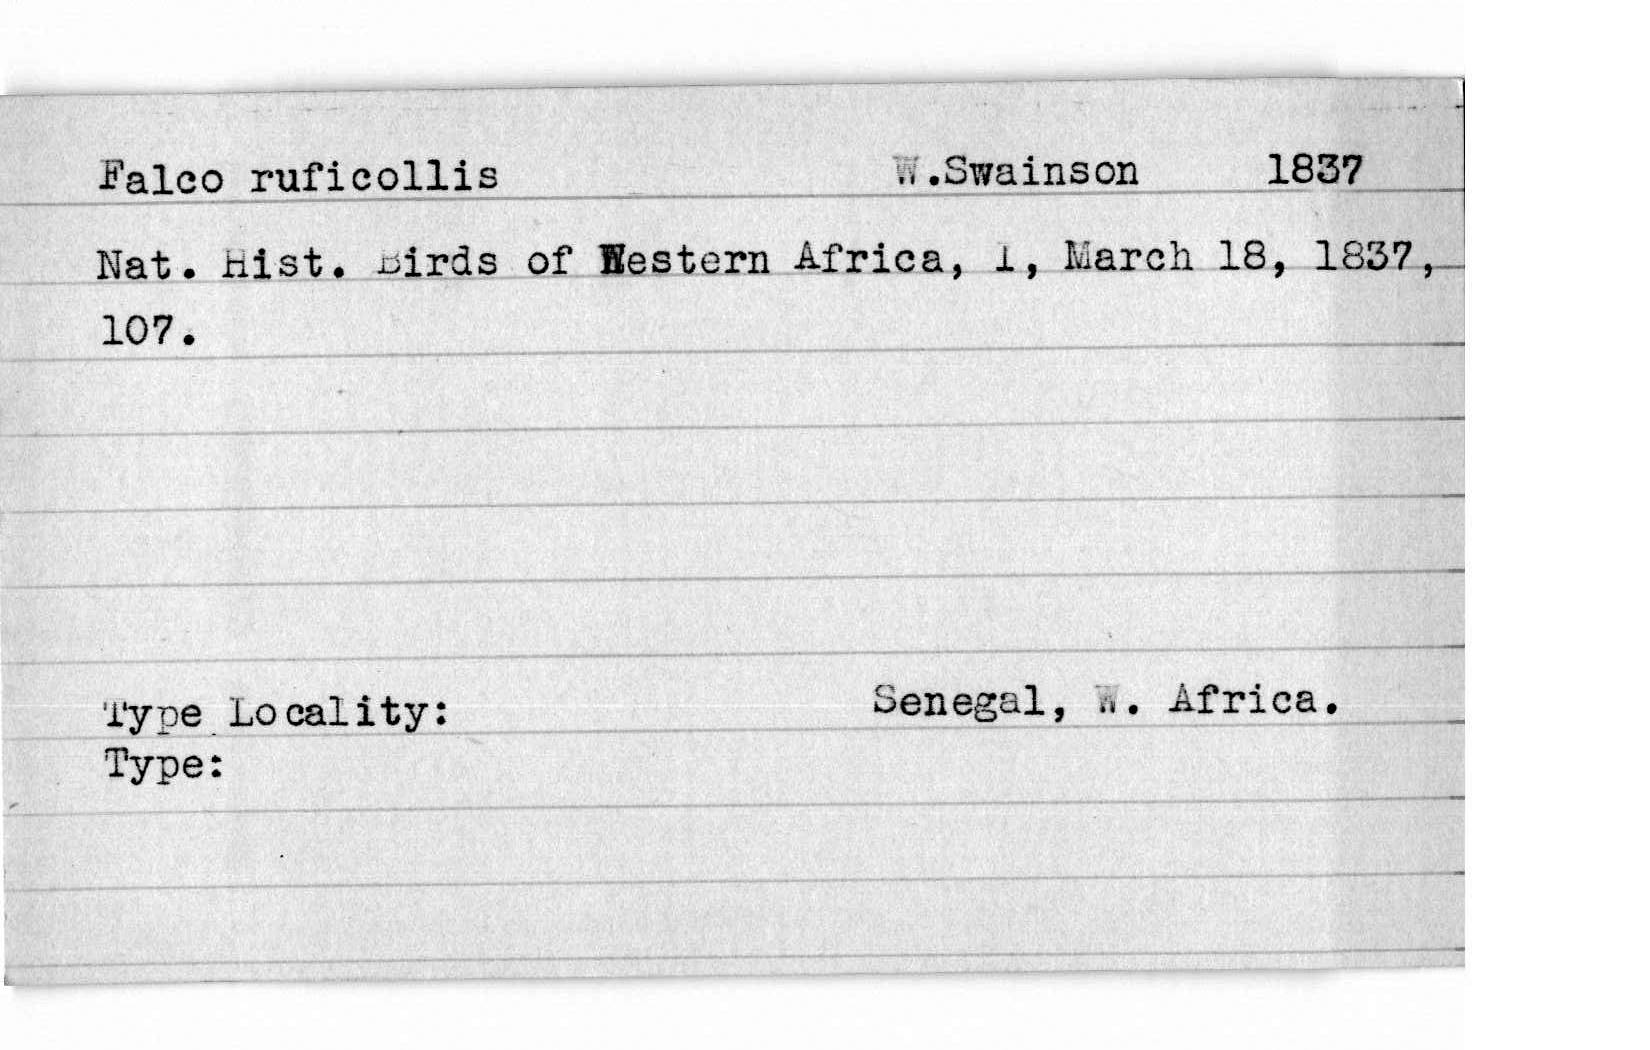 Falco ruficollis W.Swainson 1837
Nat. Hist. Birds of Western Africa, I, March 18, 1837,
107.
Type Locality: Senegal, W. Africa.
Type: